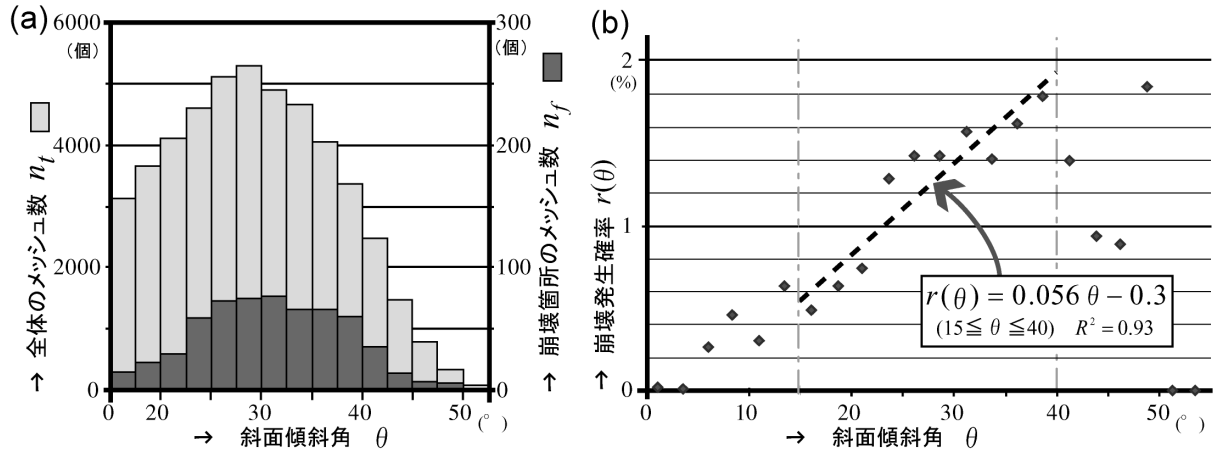 (a)
6000
(個)
4000
2000
0
→ 全体のメッシュ数 n_t
300
(個)
200
100
0
→ 崩壊箇所のメッシュ数 n_f
0 20 30 40 50 (°)
→ 斜面傾斜角 θ
(b)
2
(%)
1
0
→ 崩壊発生確率 r(θ)
r(θ) = 0.056 θ − 0.3
(15≦ θ ≦40) R² = 0.93
0 10 20 30 40 50 (°)
→ 斜面傾斜角 θ